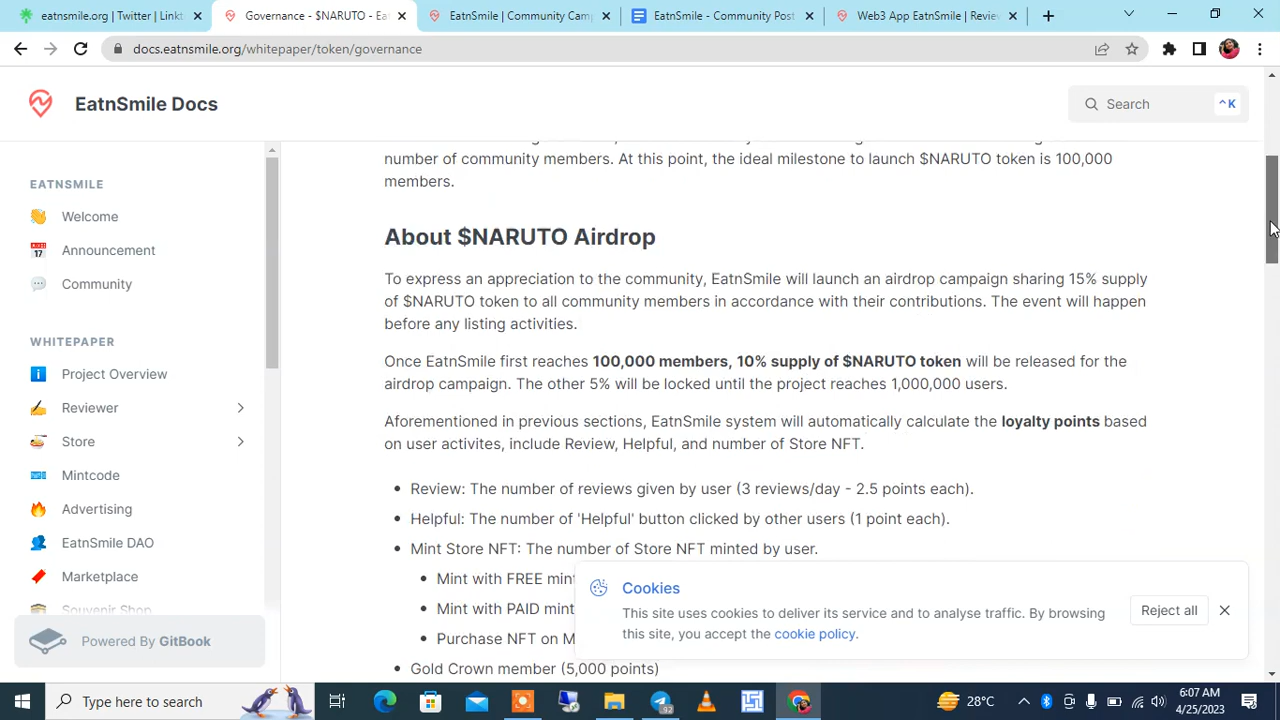 eatnsmile.org | Twitter | Linkt
Governance - $NARUTO - Ea
EatnSmile | Community Cam
EatnSmile - Community Post
Web3 App EatnSmile | Revie
docs.eatnsmile.org/whitepaper/token/governance
EatnSmile Docs
Search
^K
EATNSMILE
Welcome
Announcement
Community
WHITEPAPER
Project Overview
Reviewer
Store
Mintcode
Advertising
EatnSmile DAO
Marketplace
Souvenir Shop
Powered By GitBook
number of community members. At this point, the ideal milestone to launch $NARUTO token is 100,000
members.
About $NARUTO Airdrop
To express an appreciation to the community, EatnSmile will launch an airdrop campaign sharing 15% supply
of $NARUTO token to all community members in accordance with their contributions. The event will happen
before any listing activities.
Once EatnSmile first reaches 100,000 members, 10% supply of $NARUTO token will be released for the
airdrop campaign. The other 5% will be locked until the project reaches 1,000,000 users.
Aforementioned in previous sections, EatnSmile system will automatically calculate the loyalty points based
on user activites, include Review, Helpful, and number of Store NFT.
Review: The number of reviews given by user (3 reviews/day - 2.5 points each).
Helpful: The number of 'Helpful' button clicked by other users (1 point each).
Mint Store NFT: The number of Store NFT minted by user.
Mint with FREE mint
Mint with PAID mint
Purchase NFT on M
Gold Crown member (5,000 points)
Cookies
This site uses cookies to deliver its service and to analyse traffic. By browsing
this site, you accept the cookie policy.
Reject all
Type here to search
92
28°C
6:07 AM
4/25/2023